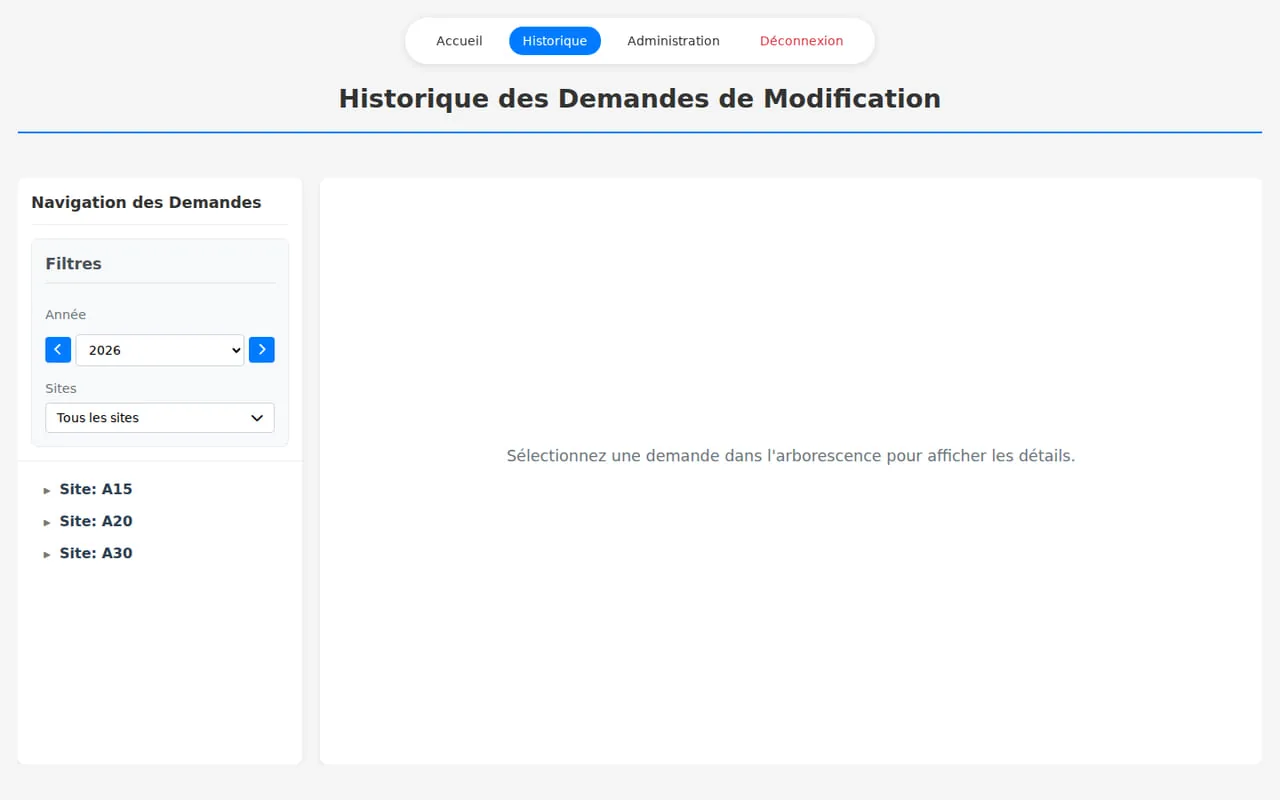 Accueil Historique Administration Déconnexion
Historique des Demandes de Modification
Navigation des Demandes
Filtres
Année
2026
Sites
Tous les sites
Site: A15
Site: A20
Site: A30
Sélectionnez une demande dans l'arborescence pour afficher les détails.